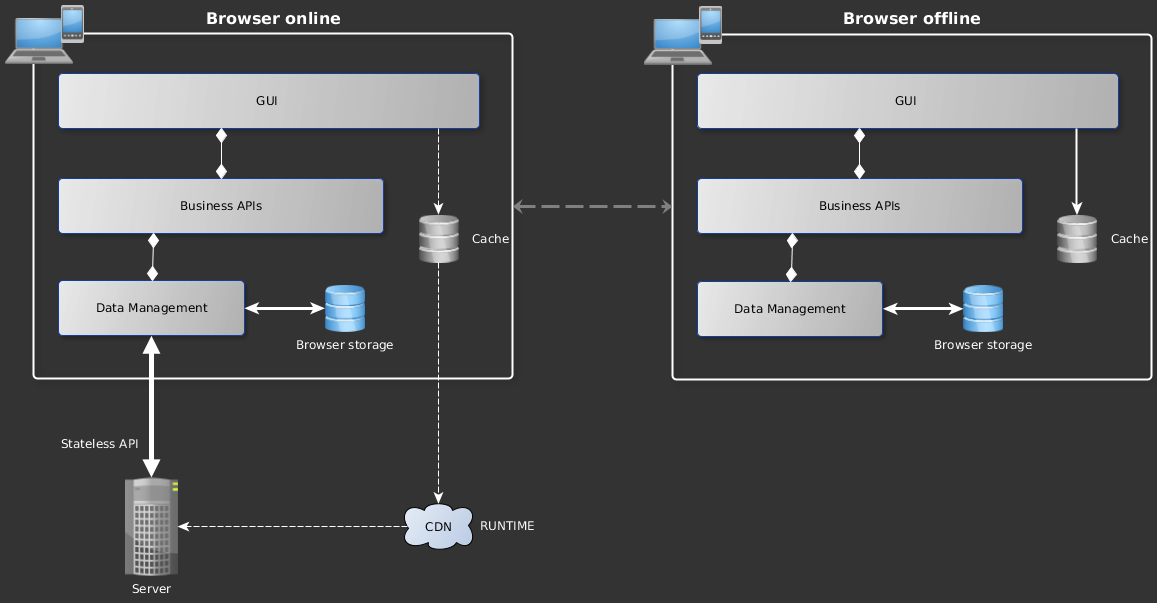 Browser online
GUI
Business APIs
Cache
Data Management
Browser storage
Stateless API
CDN
RUNTIME
Server
Browser offline
GUI
Business APIs
Cache
Data Management
Browser storage